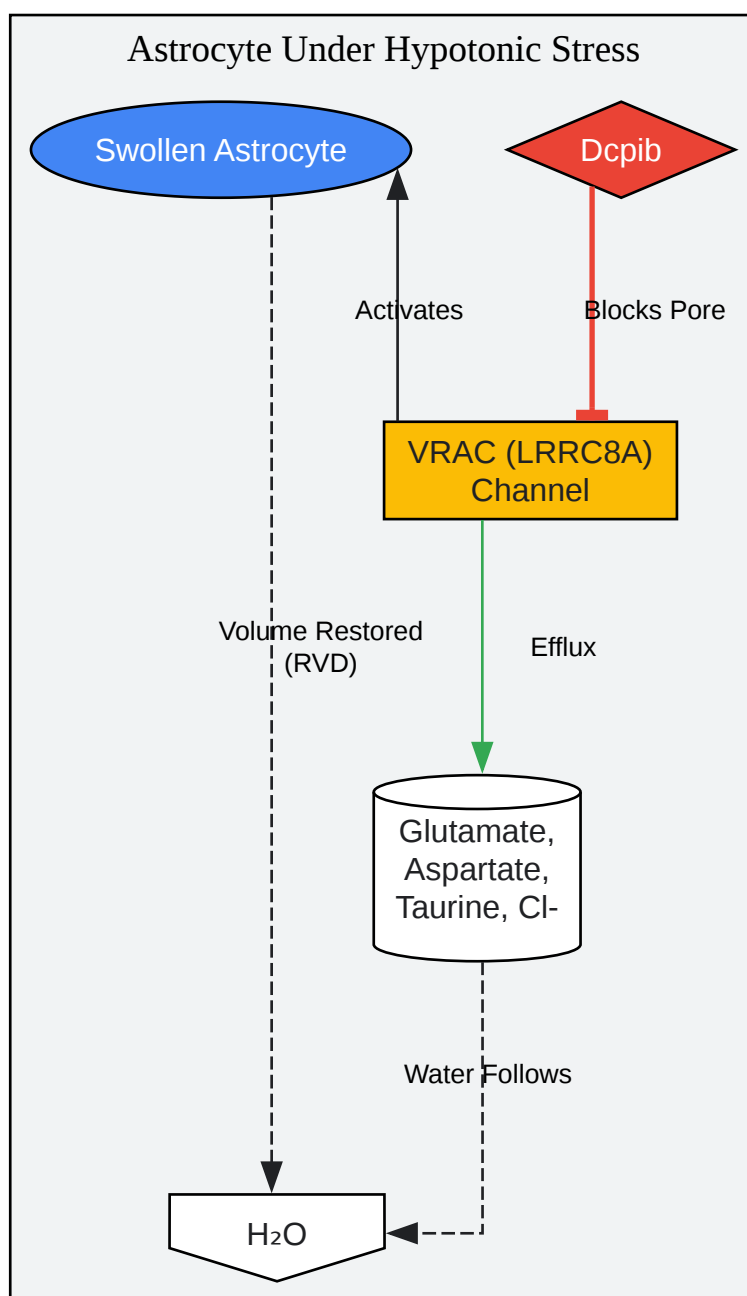 Astrocyte Under Hypotonic Stress
Swollen Astrocyte
Dcpib
Activates
Blocks Pore
VRAC (LRRC8A)
Channel
Volume Restored
(RVD)
Efflux
Glutamate,
Aspartate,
Taurine, Cl-
Water Follows
H₂O